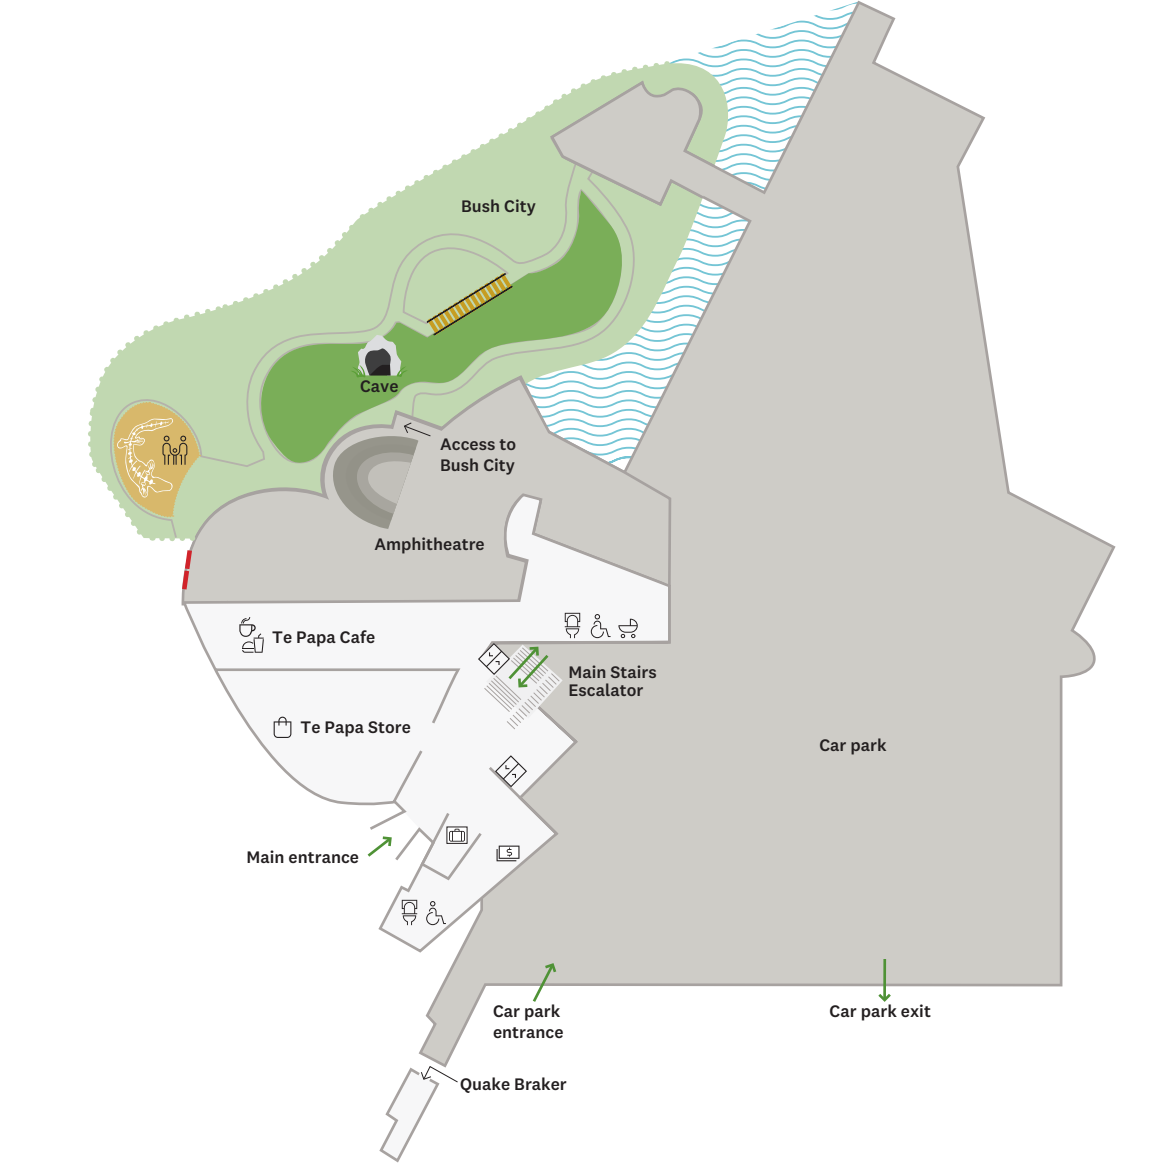 Bush City
Cave
Access to
Bush City
Amphitheatre
Te Papa Cafe
Main Stairs
Escalator
Te Papa Store
Car park
$
Main entrance
Car park
entrance
Car park exit
Quake Braker